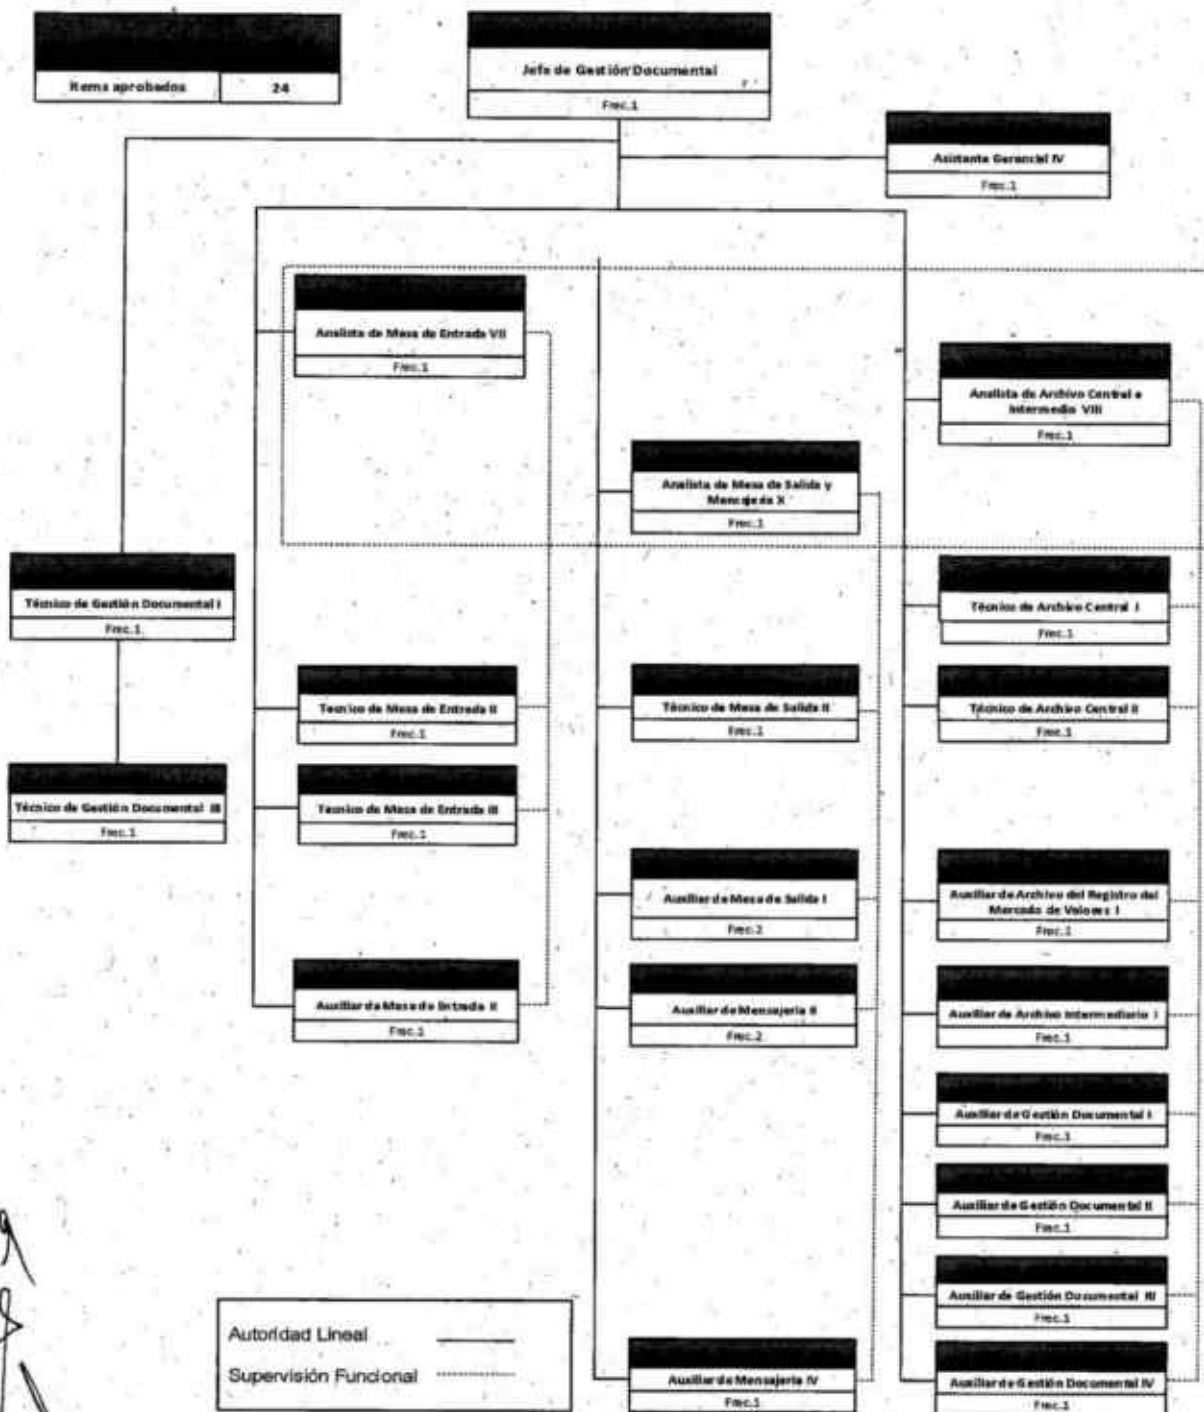 Items aprobados 24
Jefe de Gestión Documental
Frec.1
Asistente Gerencial IV
Frec.1
Analista de Mesa de Entrada VII
Frec.1
Analista de Archivo Central e
Intermedio VIII
Frec.1
Analista de Mesa de Salida y
Mensajería X
Frec.1
Técnico de Gestión Documental I
Frec.1
Técnico de Archivo Central I
Frec.1
Tecnico de Mesa de Entrada II
Frec.1
Técnico de Mesa de Salida II
Frec.1
Técnico de Archivo Central II
Frec.1
Técnico de Gestión Documental III
Frec.1
Tecnico de Mesa de Entrada III
Frec.1
Auxiliar de Mesa de Salida I
Frec.2
Auxiliar de Archivo del Registro del
Mercado de Valores I
Frec.1
Auxiliar de Mesa de Entrada II
Frec.1
Auxiliar de Mensajería II
Frec.2
Auxiliar de Archivo Intermediario I
Frec.1
Auxiliar de Gestión Documental I
Frec.1
Auxiliar de Gestión Documental II
Frec.1
Auxiliar de Gestión Documental III
Frec.1
Autoridad Lineal
Supervisión Funcional
Auxiliar de Mensajería IV
Frec.1
Auxiliar de Gestión Documental IV
Frec.1